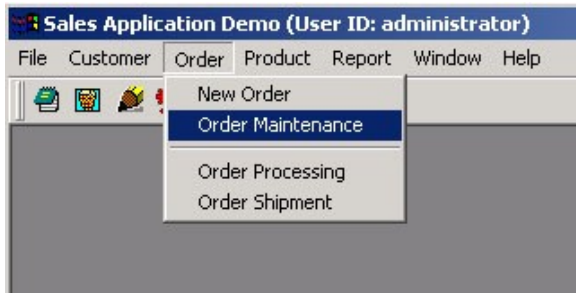 Sales Application Demo (User ID: administrator)
File Customer Order Product Report Window Help
New Order
Order Maintenance
Order Processing
Order Shipment